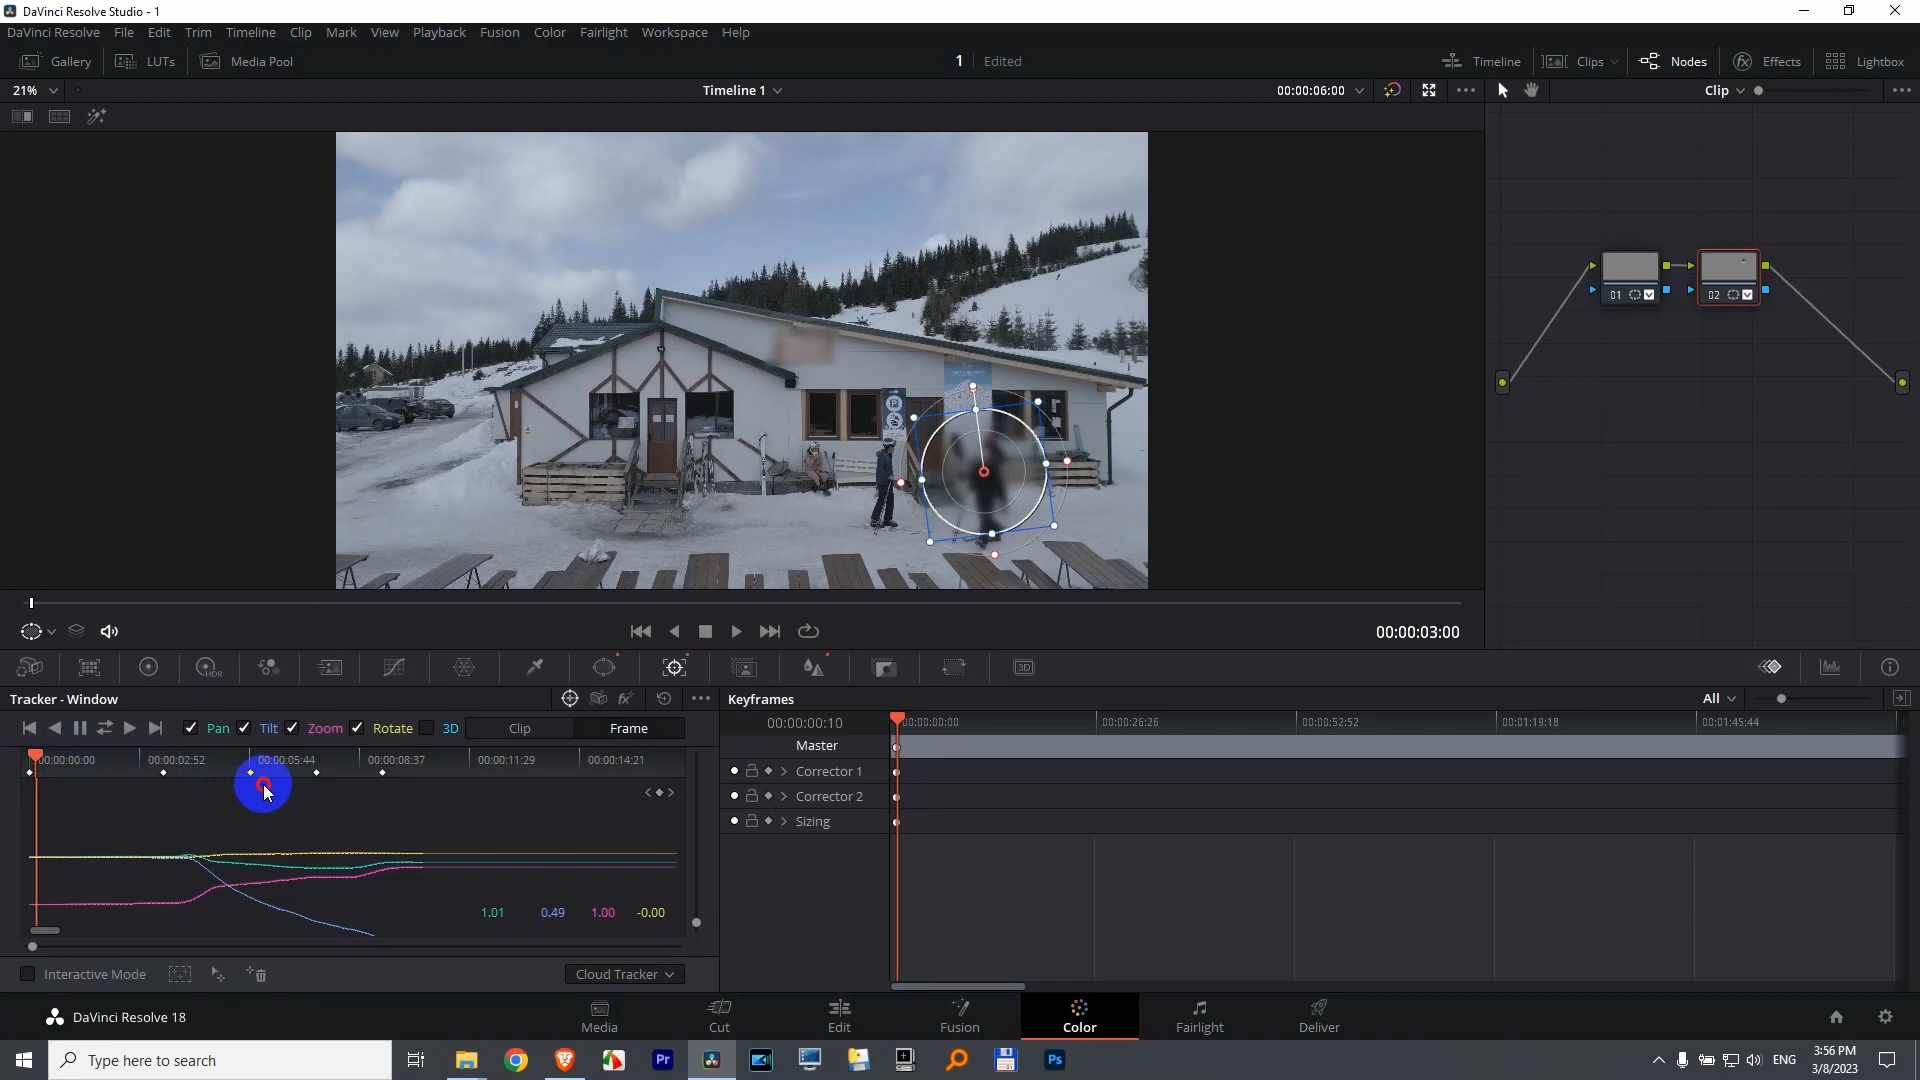 DaVinci Resolve Studio - 1
DaVinci Resolve File Edit Trim Timeline Clip Mark View Playback Fusion Color Fairlight Workspace Help
Gallery LUTs Media Pool 1 Edited Timeline Clips Nodes Effects Lightbox
21% Timeline 1 00:00:06:00 Clip
01 02
P
00:00:03:00
HDR 3D
Tracker - Window fx Keyframes All
Pan Tilt Zoom Rotate 3D Clip Frame 00:00:00:10 00:00:00:00 00:00:26:26 00:00:52:52 00:01:19:18 00:01:45:44
Master
00:00:00:00 00:00:02:52 00:00:05:44 00:00:08:37 00:00:11:29 00:00:14:21
Corrector 1
Corrector 2
Sizing
1.01 0.49 1.00 -0.00
Interactive Mode Cloud Tracker
DaVinci Resolve 18 Media Cut Edit Fusion Color Fairlight Deliver
Type here to search Pr Ps ENG 3:56 PM
3/8/2023